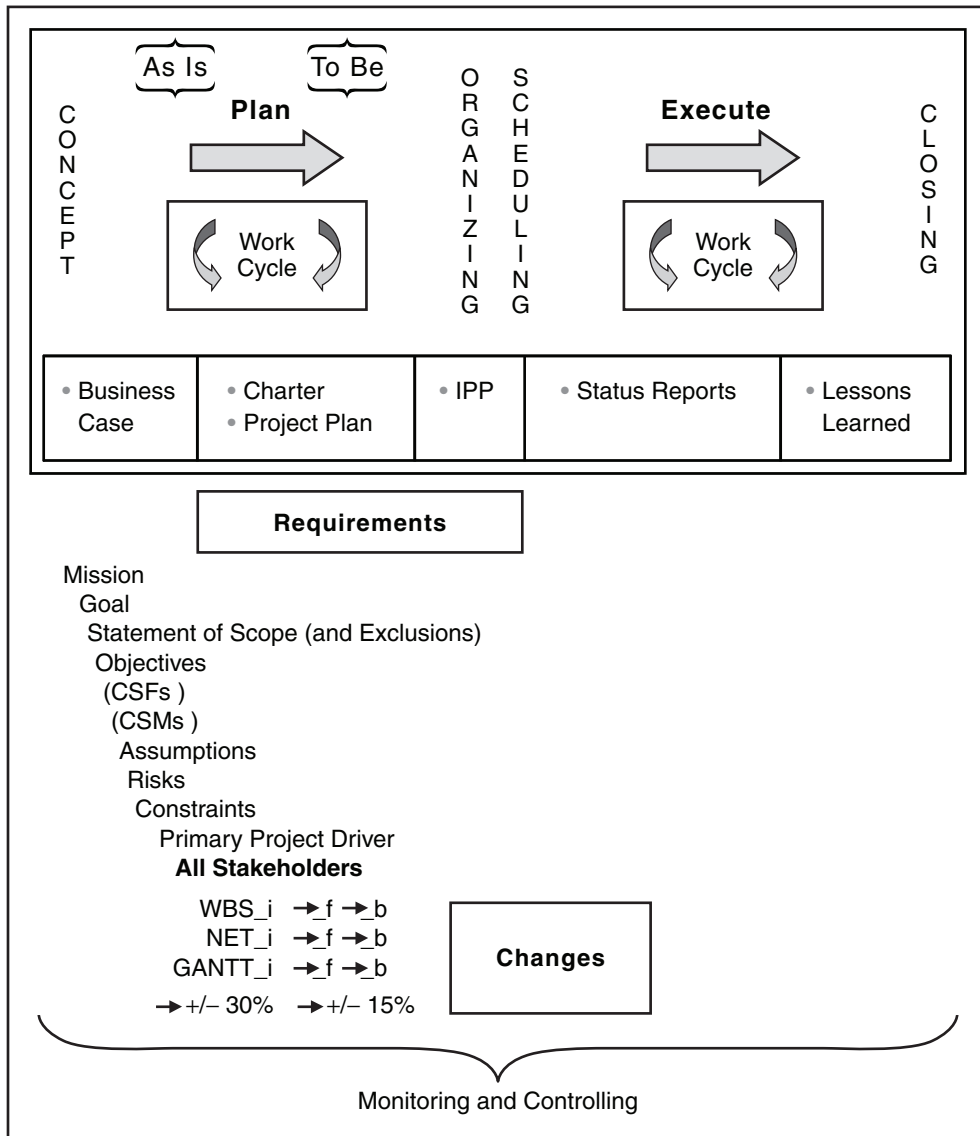 As Is
To Be
CONCEPT
Plan
ORGANIZING
SCHEDULING
Execute
CLOSING
Work
Cycle
Work
Cycle
• Business
Case
• Charter
• Project Plan
• IPP
• Status Reports
• Lessons
Learned
Requirements
Mission
Goal
Statement of Scope (and Exclusions)
Objectives
(CSFs )
(CSMs )
Assumptions
Risks
Constraints
Primary Project Driver
All Stakeholders
WBS_i →_f →_b
NET_i →_f →_b
GANTT_i →_f →_b
→ +/– 30% → +/– 15%
Changes
Monitoring and Controlling